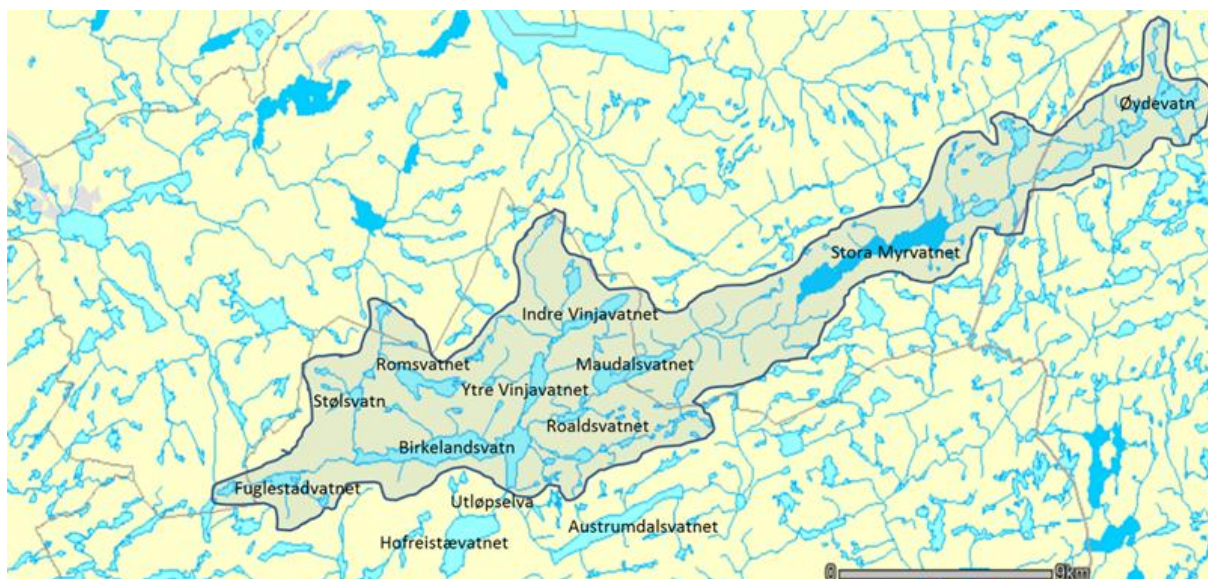 Øydevatn
Stora Myrvatnet
Indre Vinjavatnet
Romsvatnet
Maudalsvatnet
Ytre Vinjavatnet
Stølsvatn
Roaldsvatnet
Birkelandsvatn
Fuglestadvatnet
Utløpselva
Austrumdalsvatnet
Hofreistævatnet
0 9km